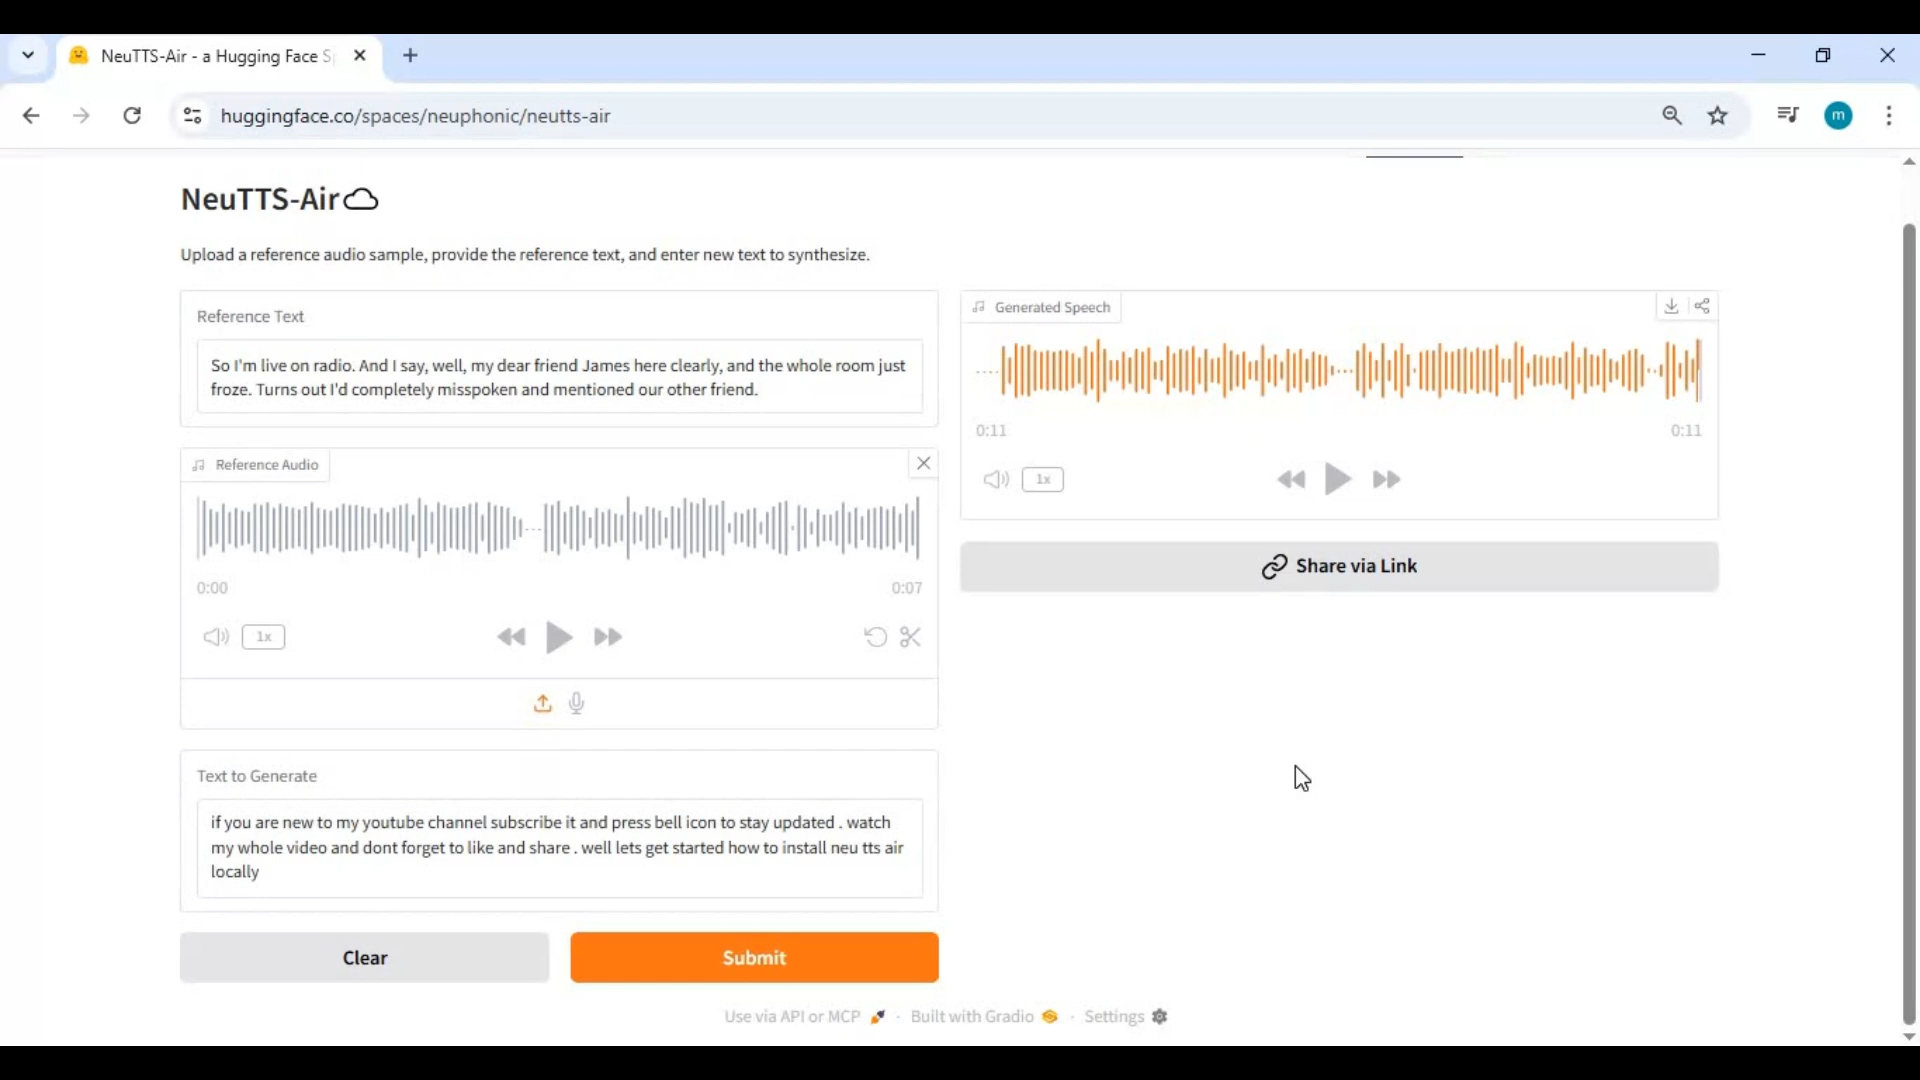 NeuTTS-Air - a Hugging Face S
huggingface.co/spaces/neuphonic/neutts-air
m
NeuTTS-Air
Upload a reference audio sample, provide the reference text, and enter new text to synthesize.
Reference Text
So I'm live on radio. And I say, well, my dear friend James here clearly, and the whole room just
froze. Turns out I'd completely misspoken and mentioned our other friend.
Reference Audio
0:00
0:07
1x
Text to Generate
if you are new to my youtube channel subscribe it and press bell icon to stay updated . watch
my whole video and dont forget to like and share . well lets get started how to install neu tts air
locally
Clear
Submit
Generated Speech
0:11
0:11
1x
Share via Link
Use via API or MCP · Built with Gradio · Settings